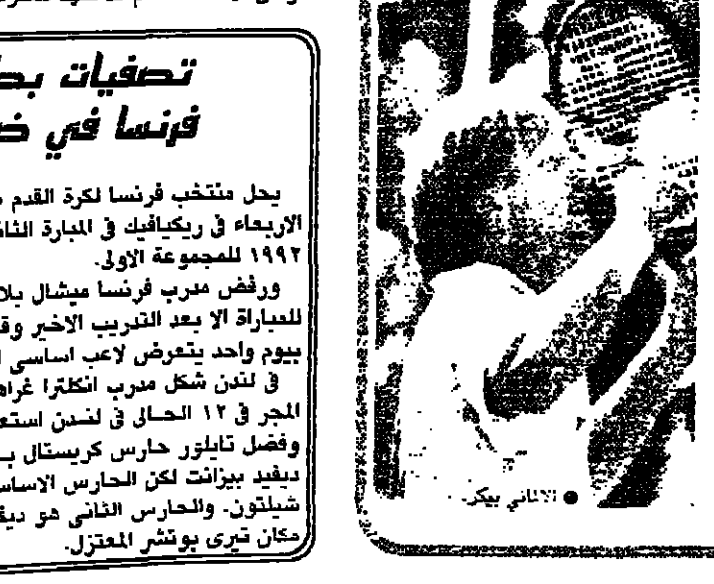 تصفيات
فرنسا في
يحل منتخب فرنسا لكرة القدم
الاربعاء في ريكيافيك في المبارة
١٩٩٢ للمجموعة الاولى.
ورفض مدرب فرنسا ميشال
للمباراة الا بعد التدريب الاخير
بيوم واحد يتعرض لاعب اساسي
في لندن شكل مدرب انكلترا
المجر في ١٢ الحالي في لندن
وفضل تايلور حارس كريستال
ديفيد بيزانت لكن الحارس
شيلتون. والحارس الثاني هو
مكان تيري بوتشر المعتزل.
● الالماني بيكر.